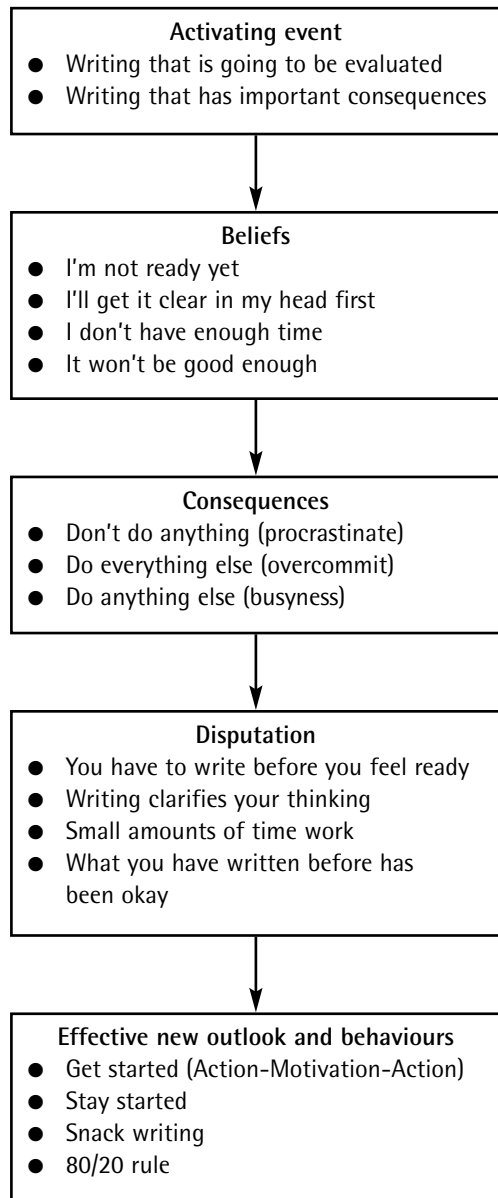 Activating event
● Writing that is going to be evaluated
● Writing that has important consequences
Beliefs
● I'm not ready yet
● I'll get it clear in my head first
● I don't have enough time
● It won't be good enough
Consequences
● Don't do anything (procrastinate)
● Do everything else (overcommit)
● Do anything else (busyness)
Disputation
● You have to write before you feel ready
● Writing clarifies your thinking
● Small amounts of time work
● What you have written before has
been okay
Effective new outlook and behaviours
● Get started (Action-Motivation-Action)
● Stay started
● Snack writing
● 80/20 rule